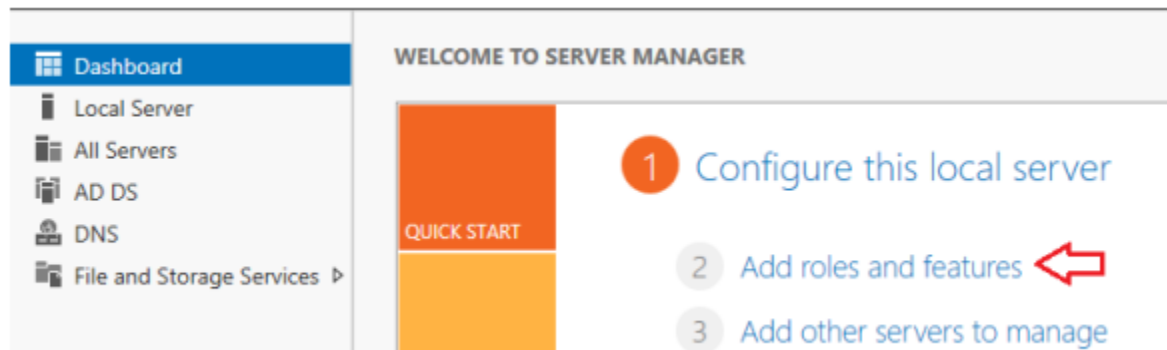 Dashboard
Local Server
All Servers
AD DS
DNS
File and Storage Services
WELCOME TO SERVER MANAGER
QUICK START
1 Configure this local server
2 Add roles and features
3 Add other servers to manage